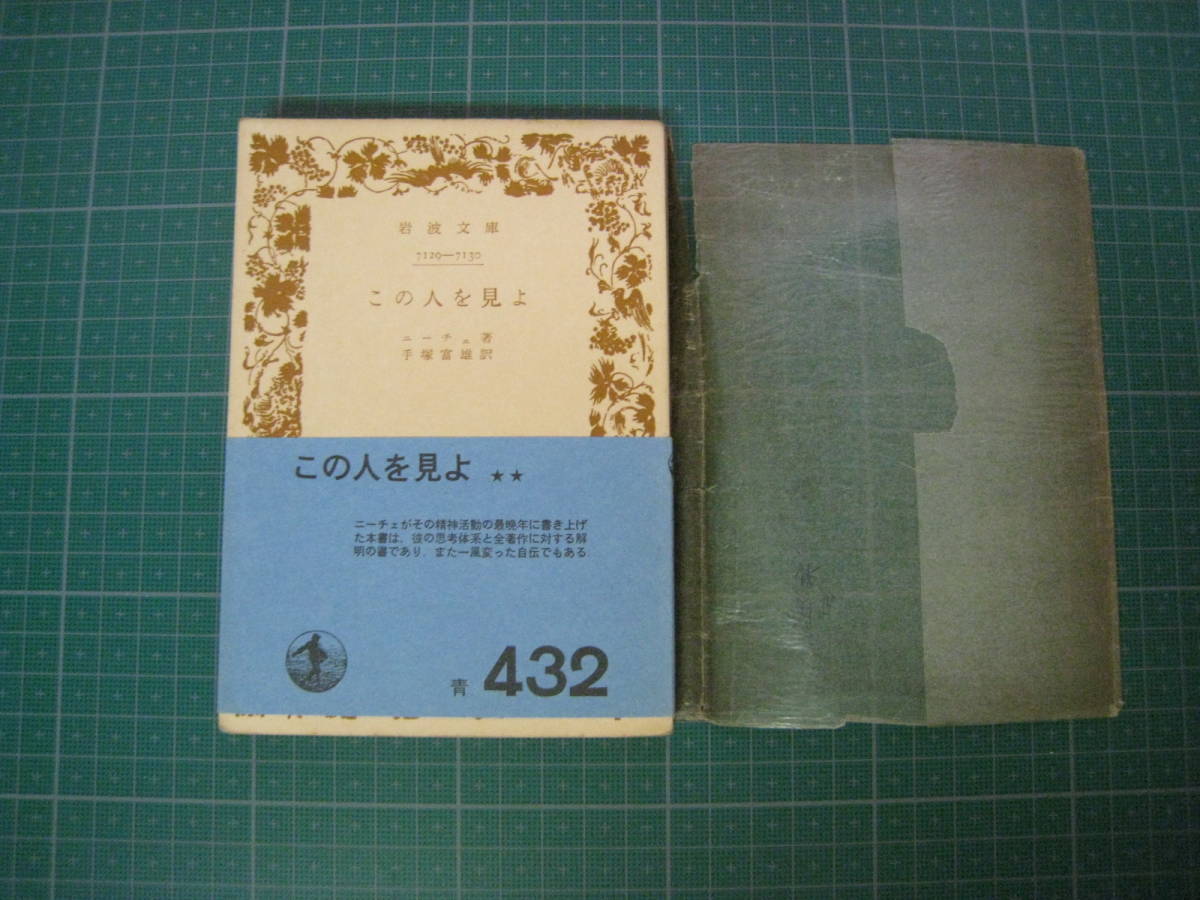 岩波文庫
7129—7130
この人を見よ
ニーチェ著
手塚富雄訳
この人を見よ ★★
ニーチェがその精神活動の最晩年に書き上げ
た本書は、彼の思考体系と全著作に対する解
明の書であり、また一風変った自伝でもある
青 432